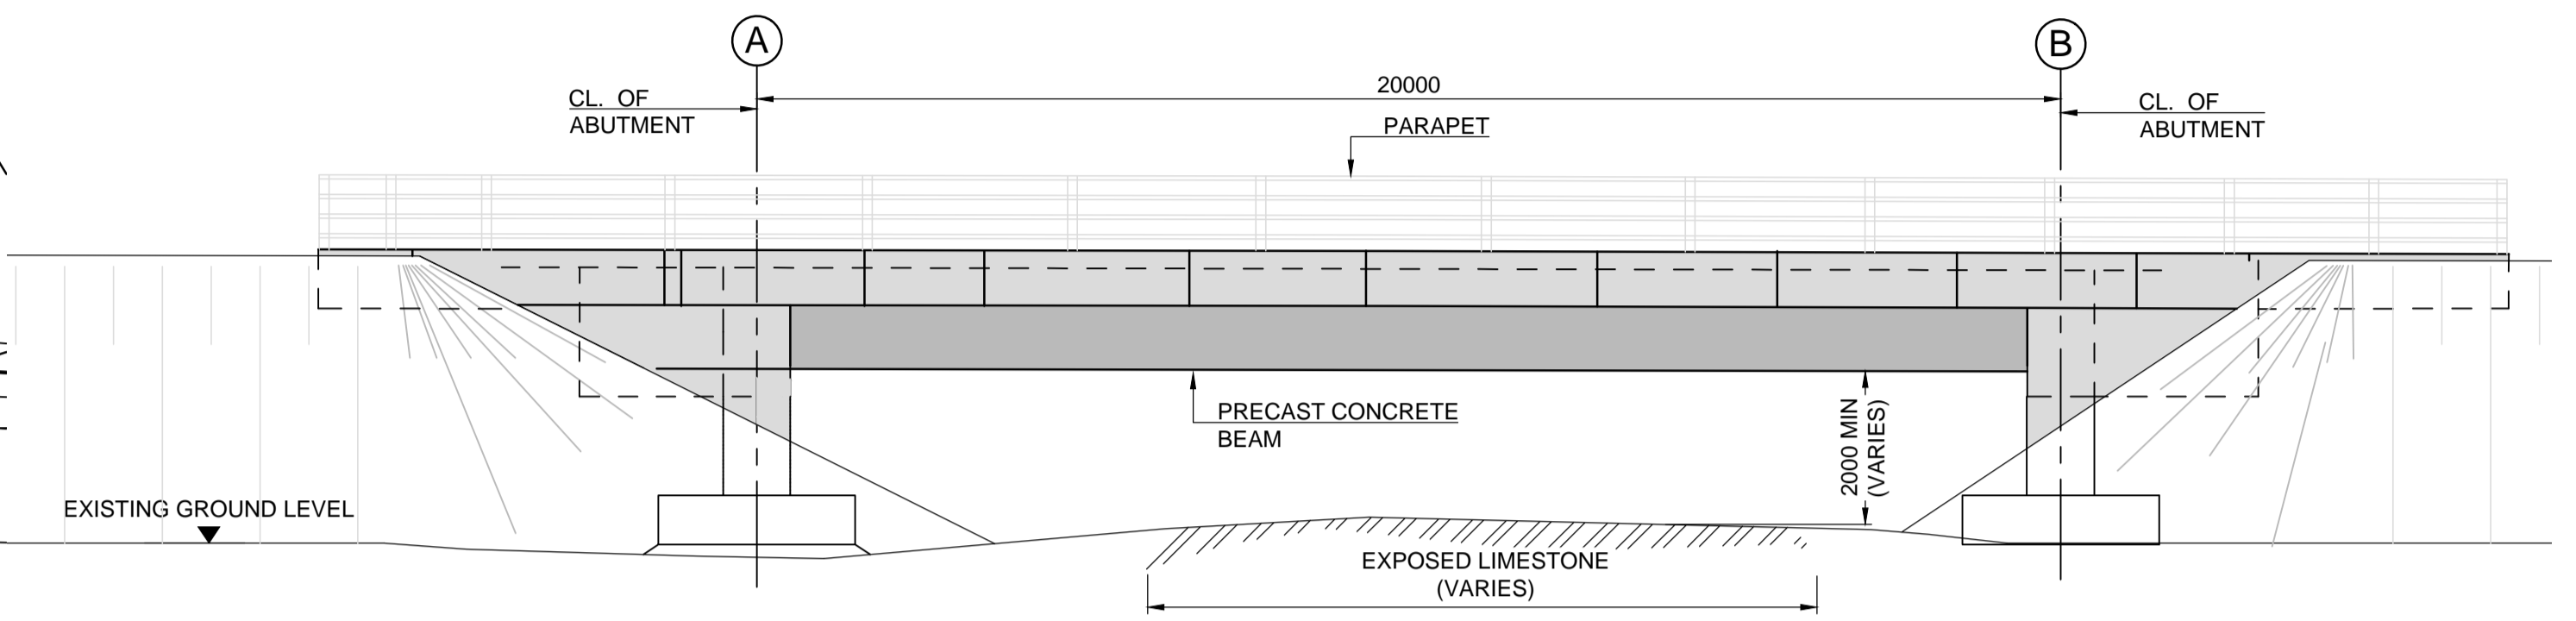 A
B
20000
CL. OF
ABUTMENT
CL. OF
ABUTMENT
PARAPET
PRECAST CONCRETE
BEAM
2000 MIN
(VARIES)
EXISTING GROUND LEVEL
EXPOSED LIMESTONE
(VARIES)